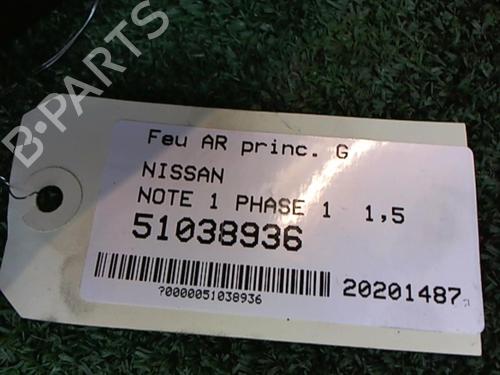 B-PARTS
Feu AR princ. G
NISSAN
NOTE 1 PHASE 1 1,5
51038936
?0000051038936
20201487